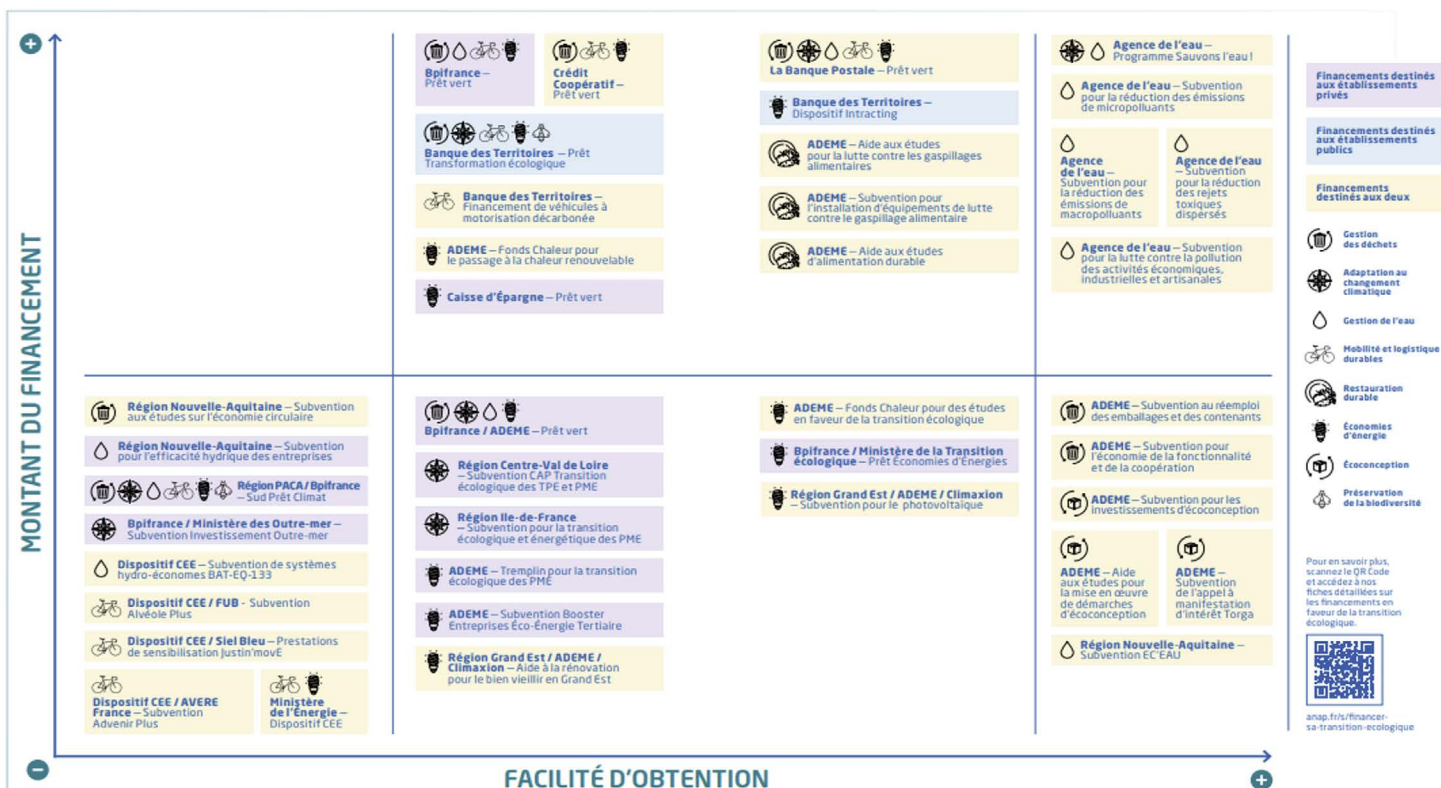 MONTANT DU FINANCEMENT
Bpifrance –
Prêt vert
Crédit
Coopératif –
Prêt vert
Banque des Territoires – Prêt
Transformation écologique
Banque des Territoires –
Financement de véhicules à
motorisation décarbonée
ADEME – Fonds Chaleur pour
le passage à la chaleur renouvelable
Caisse d'Épargne – Prêt vert
La Banque Postale – Prêt vert
Banque des Territoires –
Dispositif Intracting
ADEME – Aide aux études
pour la lutte contre les gaspillages
alimentaires
ADEME – Subvention pour
l'installation d'équipements de lutte
contre le gaspillage alimentaire
ADEME – Aide aux études
d'alimentation durable
Agence de l'eau –
Programme Sauvons l'eau !
Agence de l'eau – Subvention
pour la réduction des émissions
de micropolluants
Agence
de l'eau –
Subvention pour
la réduction des
émissions de
macropolluants
Agence de l'eau
– Subvention
pour la réduction
des rejets
toxiques
dispersés
Agence de l'eau – Subvention
pour la lutte contre la pollution
des activités économiques,
industrielles et artisanales
Région Nouvelle-Aquitaine – Subvention
aux études sur l'économie circulaire
Région Nouvelle-Aquitaine – Subvention
pour l'efficacité hydrique des entreprises
Région PACA / Bpifrance
– Sud Prêt Climat
Bpifrance / Ministère des Outre-mer –
Subvention Investissement Outre-mer
Dispositif CEE – Subvention de systèmes
hydro-économes BAT-EQ-133
Dispositif CEE / FUB - Subvention
Alvéole Plus
Dispositif CEE / Siel Bleu – Prestations
de sensibilisation Justin'movE
Dispositif CEE / AVERE
France – Subvention
Advenir Plus
Ministère
de l'Énergie –
Dispositif CEE
Bpifrance / ADEME – Prêt vert
Région Centre-Val de Loire
– Subvention CAP Transition
écologique des TPE et PME
Région Ile-de-France
– Subvention pour la transition
écologique et énergétique des PME
ADEME – Tremplin pour la transition
écologique des PME
ADEME – Subvention Booster
Entreprises Éco-Énergie Tertiaire
Région Grand Est / ADEME /
Climaxion – Aide à la rénovation
pour le bien vieillir en Grand Est
ADEME – Fonds Chaleur pour des études
en faveur de la transition écologique
Bpifrance / Ministère de la Transition
écologique – Prêt Économies d'Énergies
Région Grand Est / ADEME / Climaxion
– Subvention pour le photovoltaïque
ADEME – Subvention au réemploi
des emballages et des contenants
ADEME – Subvention pour
l'économie de la fonctionnalité
et de la coopération
ADEME – Subvention pour les
investissements d'écoconception
ADEME – Aide
aux études pour
la mise en œuvre
de démarches
d'écoconception
ADEME –
Subvention
de l'appel à
manifestation
d'intérêt Torga
Région Nouvelle-Aquitaine –
Subvention EC'EAU
FACILITÉ D'OBTENTION
Financements destinés
aux établissements
privés
Financements destinés
aux établissements
publics
Financements
destinés aux deux
Gestion
des déchets
Adaptation au
changement
climatique
Gestion de l'eau
Mobilité et logistique
durables
Restauration
durable
Économies
d'énergie
Écoconception
Préservation
de la biodiversité
Pour en savoir plus,
scannez le QR Code
et accédez à nos
fiches détaillées sur
les financements en
faveur de la transition
écologique.
anap.fr/s/financer-
sa-transition-ecologique